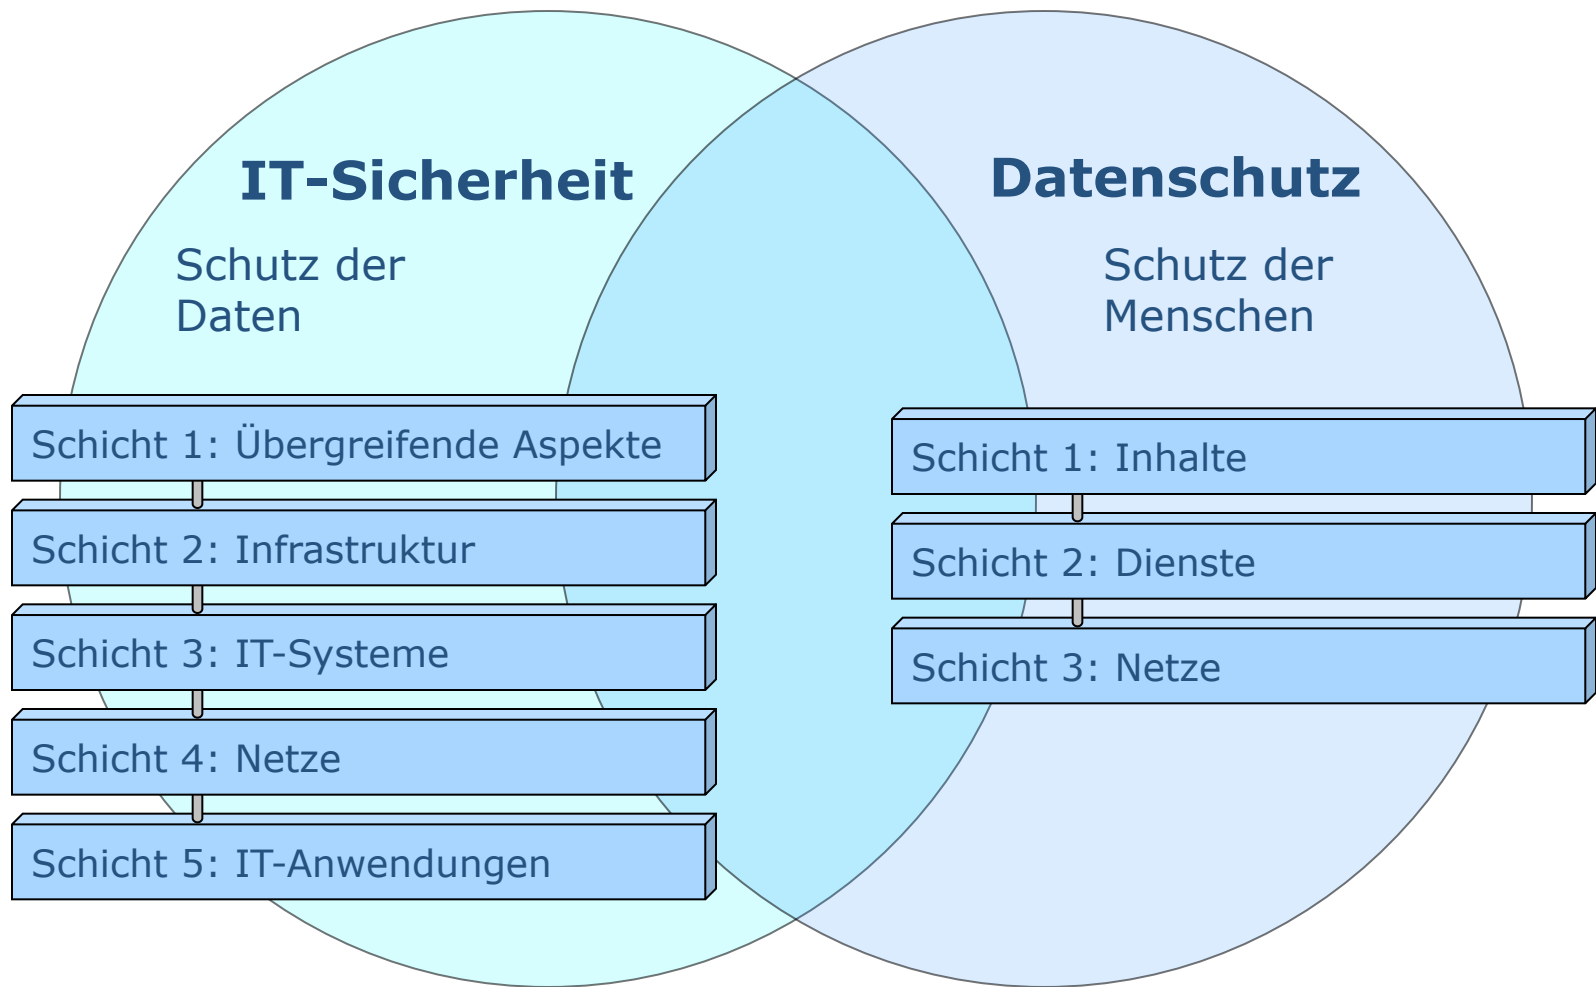 IT-Sicherheit
Schutz der
Daten
Schicht 1: Übergreifende Aspekte
Schicht 2: Infrastruktur
Schicht 3: IT-Systeme
Schicht 4: Netze
Schicht 5: IT-Anwendungen
Datenschutz
Schutz der
Menschen
Schicht 1: Inhalte
Schicht 2: Dienste
Schicht 3: Netze